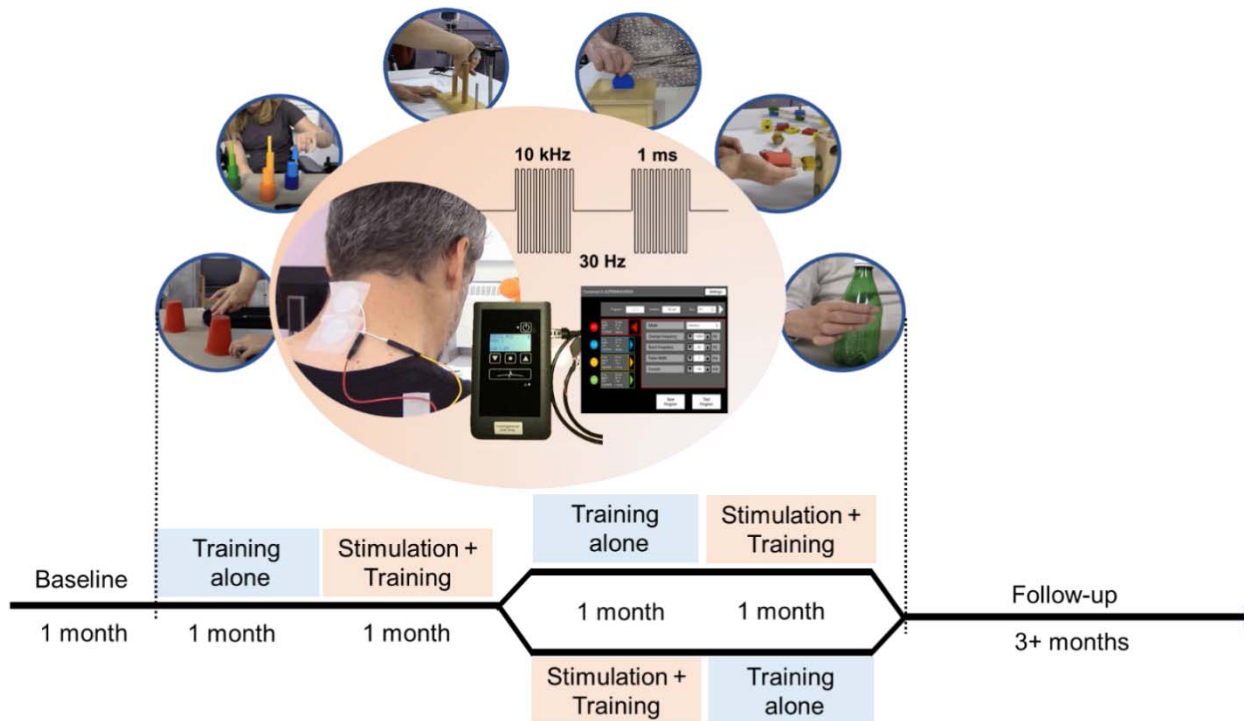 10 kHz
1 ms
30 Hz
Settings
Training
alone
Stimulation +
Training
Training
alone
Stimulation +
Training
Baseline
Follow-up
1 month
1 month
1 month
1 month
1 month
3+ months
Stimulation +
Training
Training
alone